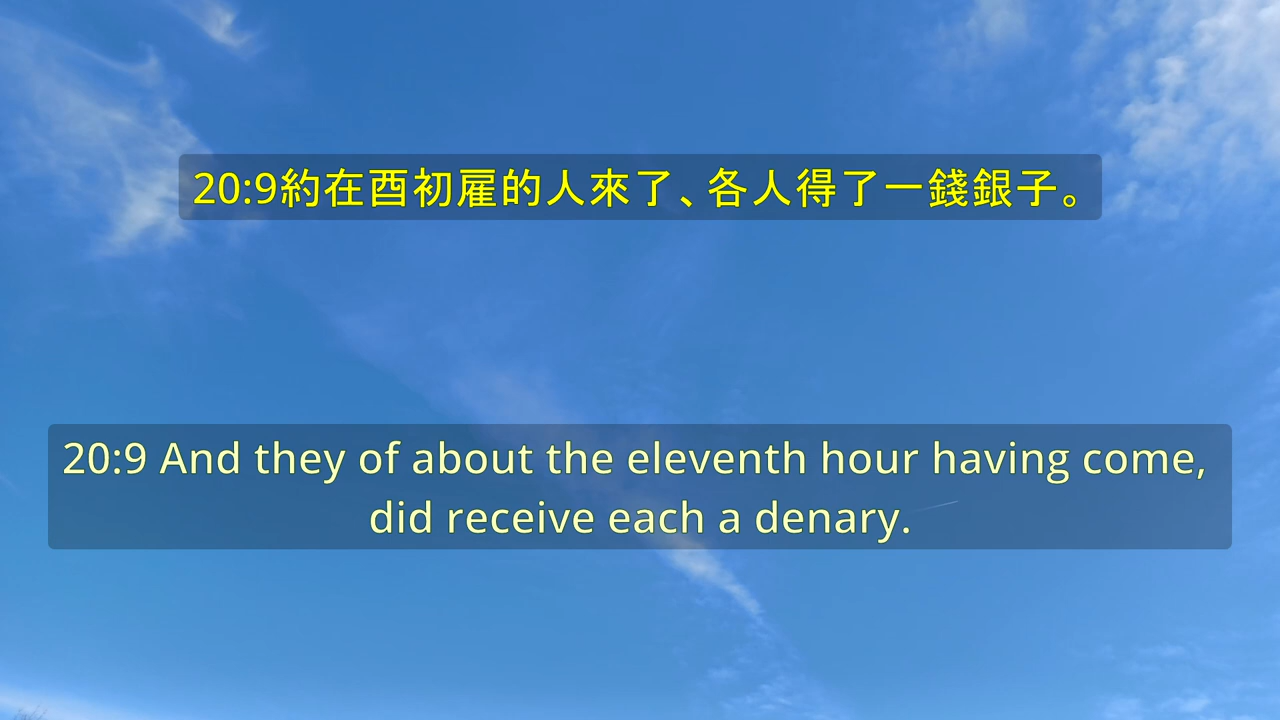 20:9約在酉初雇的人來了、各人得了一錢銀子。
20:9 And they of about the eleventh hour having come,
did receive each a denary.